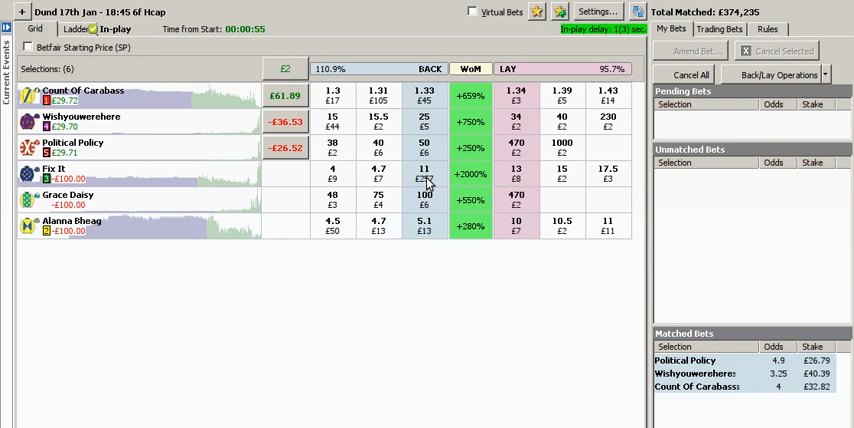 + Dund 17th Jan - 18:45 6f Hcap Virtual Bets Settings... Total Matched: £374,235
Grid Ladder In-play Time from Start: 00:00:55 In-play delay: 1(3) sec. My Bets Trading Bets Rules
Betfair Starting Price (SP) Amend Bet... Cancel Selected
Selections: (6) £2 110.9% BACK WoM LAY 95.7% Cancel All Back/Lay Operations
Current Events
Count Of Carabass £61.89 1.3 1.31 1.33 +659% 1.34 1.39 1.43
1 £29.72 £17 £105 £45 £3 £5 £14
Wishyouwerehere -£36.53 15 15.5 25 +750% 34 40 230
4 £29.70 £44 £2 £5 £2 £2 £2
Political Policy -£26.52 38 40 50 +250% 470 1000
5 £29.71 £2 £6 £6 £2 £2
Fix It 4 4.7 11 +2000% 13 15 17.5
3 -£100.00 £9 £7 £8 £2 £3
Grace Daisy 48 75 100 +550% 470
-£100.00 £3 £4 £6 £2
Alanna Bheag 4.5 4.7 5.1 +280% 10 10.5 11
2 -£100.00 £50 £13 £13 £7 £2 £11
Pending Bets
Selection Odds Stake
Unmatched Bets
Selection Odds Stake
Matched Bets
Selection Odds Stake
Political Policy 4.9 £26.79
Wishyouwerehere: 3.25 £40.39
Count Of Carabass: 4 £32.82